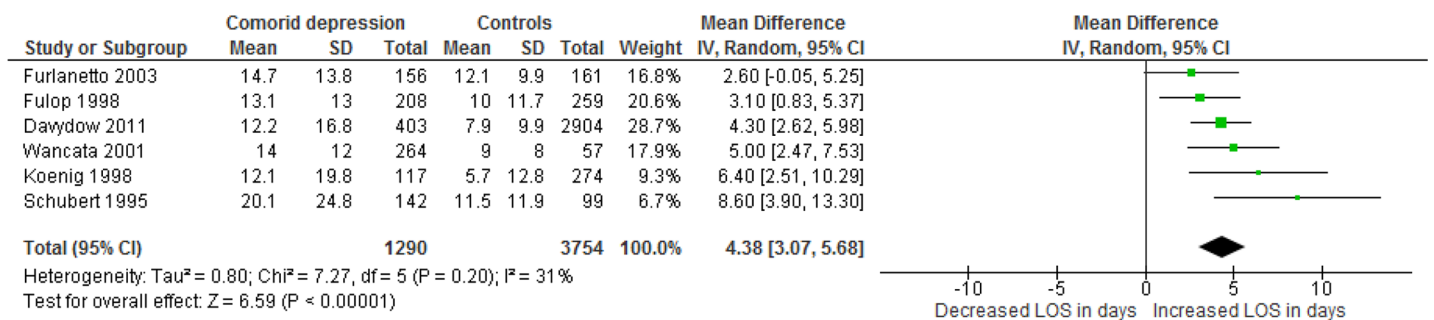 Comorid depression Controls Mean Difference Mean Difference
Study or Subgroup Mean SD Total Mean SD Total Weight IV, Random, 95% CI IV, Random, 95% CI
Furlanetto 2003 14.7 13.8 156 12.1 9.9 161 16.8% 2.60 [-0.05, 5.25]
Fulop 1998 13.1 13 208 10 11.7 259 20.6% 3.10 [0.83, 5.37]
Davydow 2011 12.2 16.8 403 7.9 9.9 2904 28.7% 4.30 [2.62, 5.98]
Wancata 2001 14 12 264 9 8 57 17.9% 5.00 [2.47, 7.53]
Koenig 1998 12.1 19.8 117 5.7 12.8 274 9.3% 6.40 [2.51, 10.29]
Schubert 1995 20.1 24.8 142 11.5 11.9 99 6.7% 8.60 [3.90, 13.30]
Total (95% CI) 1290 3754 100.0% 4.38 [3.07, 5.68]
Heterogeneity: Tau² = 0.80; Chi² = 7.27, df = 5 (P = 0.20); I² = 31%
Test for overall effect: Z = 6.59 (P < 0.00001)
-10 -5 0 5 10
Decreased LOS in days Increased LOS in days